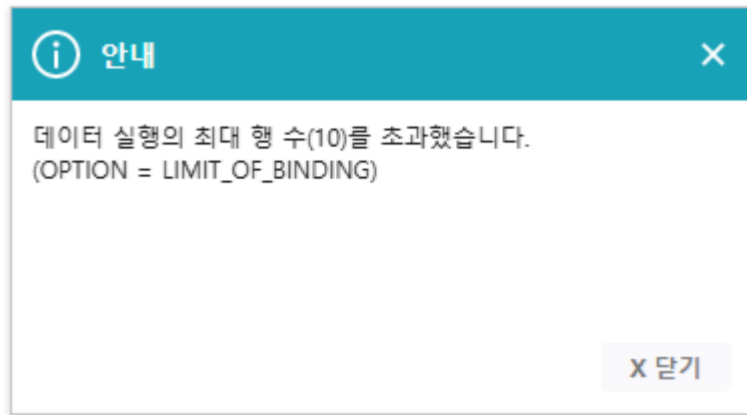 안내
데이터 실행의 최대 행 수(10)를 초과했습니다.
(OPTION = LIMIT_OF_BINDING)
X 닫기